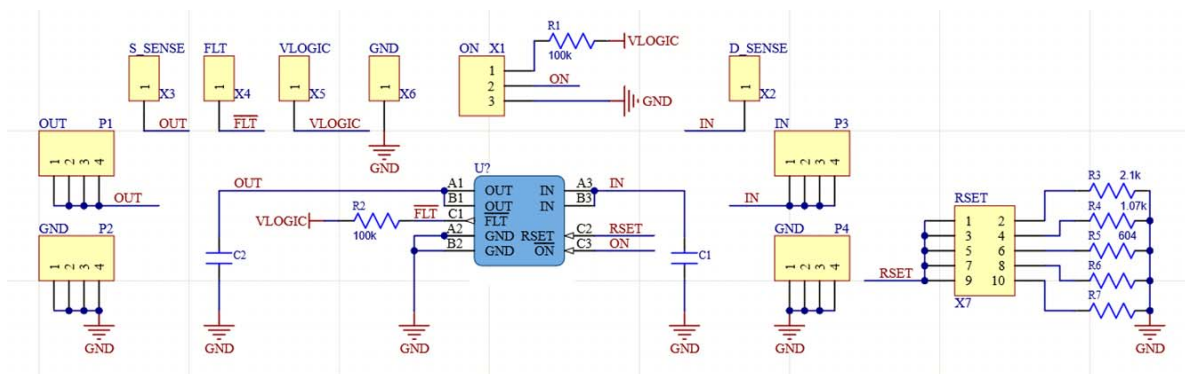 S_SENSE
1
X3
OUT
FLT
1
X4
FLT
VLOGIC
1
X5
VLOGIC
GND
1
X6
GND
ON X1
1
2
3
R1
100k
VLOGIC
ON
GND
D_SENSE
1
X2
IN
OUT P1
1 2 3 4
OUT
GND P2
1 2 3 4
GND
OUT
C2
GND
VLOGIC
R2
100k
FLT
GND
U?
A1 OUT IN A3
B1 OUT IN B3
C1 FLT
A2 GND RSET C2
B2 GND ON C3
IN
RSET
ON
C1
GND
IN P3
1 2 3 4
IN
GND P4
1 2 3 4
GND
RSET
RSET
1 2
3 4
5 6
7 8
9 10
X7
R3 2.1k
R4 1.07k
R5 604
R6
R7
GND